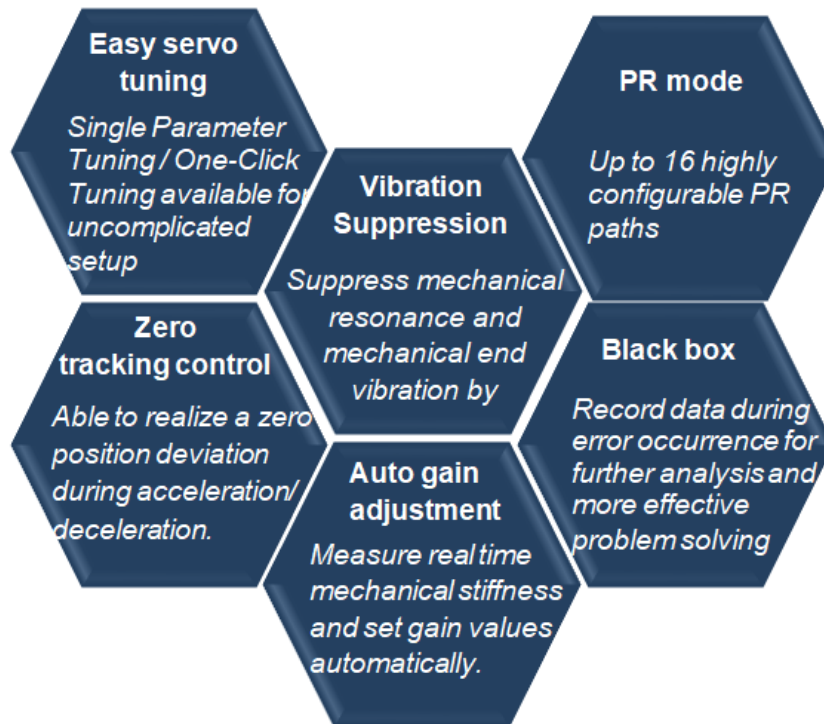 Easy servo
tuning
Single Parameter
Tuning / One-Click
Tuning available for
uncomplicated
setup
PR mode
Up to 16 highly
configurable PR
paths
Vibration
Suppression
Suppress mechanical
resonance and
mechanical end
vibration by
Zero
tracking control
Able to realize a zero
position deviation
during acceleration/
deceleration.
Black box
Record data during
error occurrence for
further analysis and
more effective
problem solving
Auto gain
adjustment
Measure real time
mechanical stiffness
and set gain values
automatically.